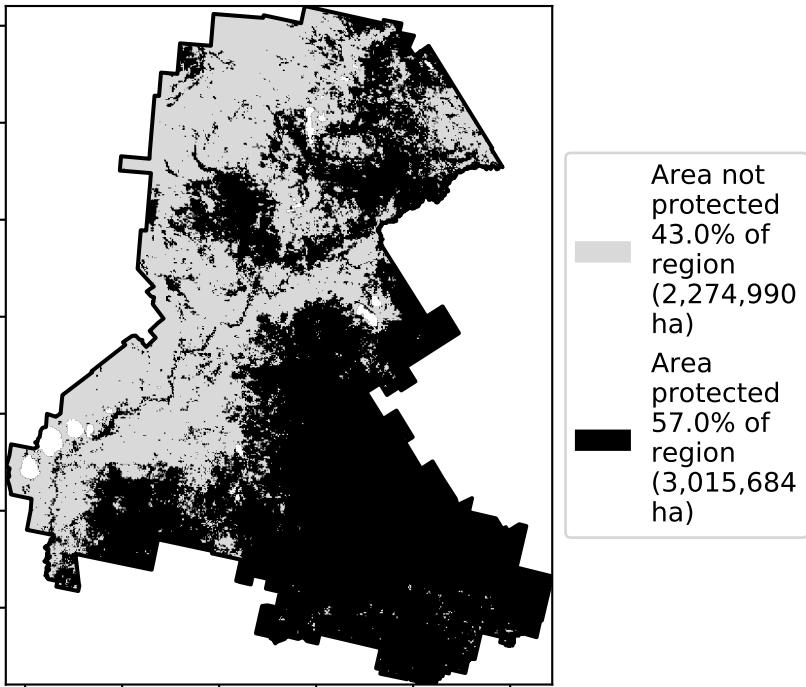 Area not
protected
43.0% of
region
(2,274,990
ha)
Area
protected
57.0% of
region
(3,015,684
ha)